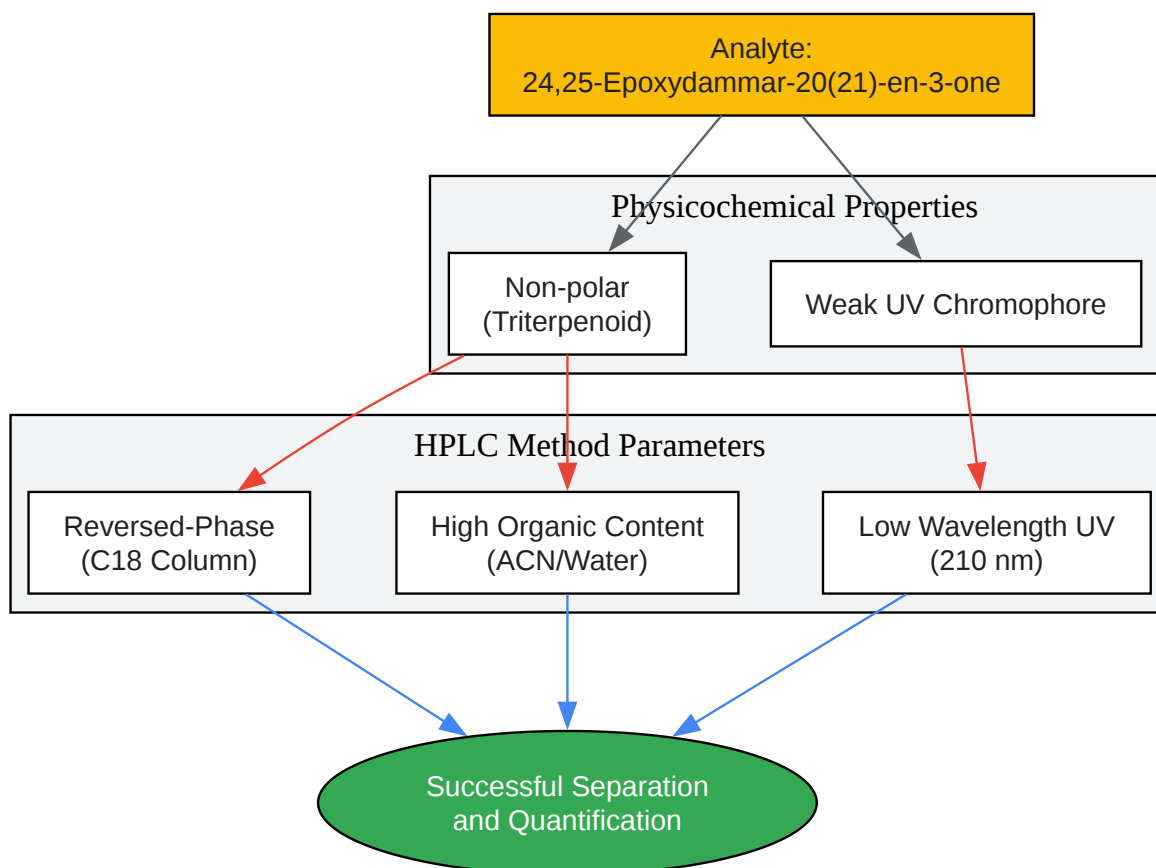 Analyte:
24,25-Epoxydammar-20(21)-en-3-one
Physicochemical Properties
Non-polar
(Triterpenoid)
Weak UV Chromophore
HPLC Method Parameters
Reversed-Phase
(C18 Column)
High Organic Content
(ACN/Water)
Low Wavelength UV
(210 nm)
Successful Separation
and Quantification